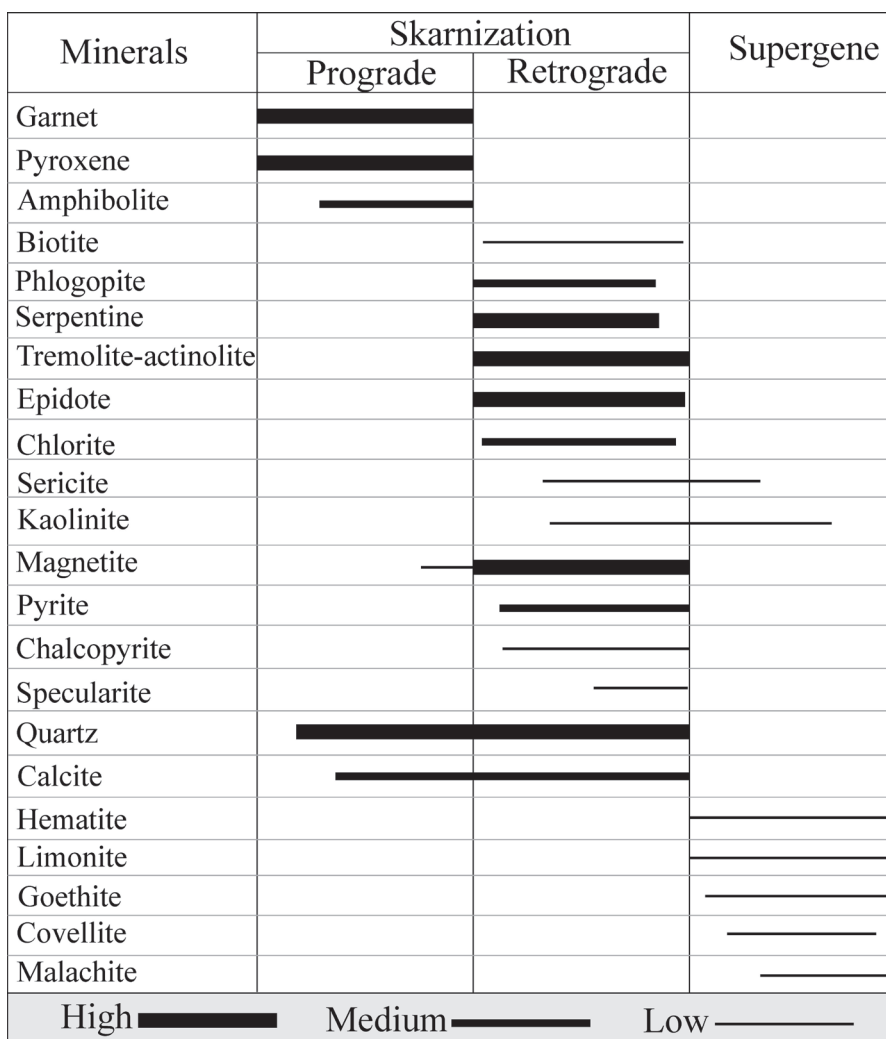 Minerals
Skarnization
Supergene
Prograde
Retrograde
Garnet
Pyroxene
Amphibolite
Biotite
Phlogopite
Serpentine
Tremolite-actinolite
Epidote
Chlorite
Sericite
Kaolinite
Magnetite
Pyrite
Chalcopyrite
Specularite
Quartz
Calcite
Hematite
Limonite
Goethite
Covellite
Malachite
High Medium Low